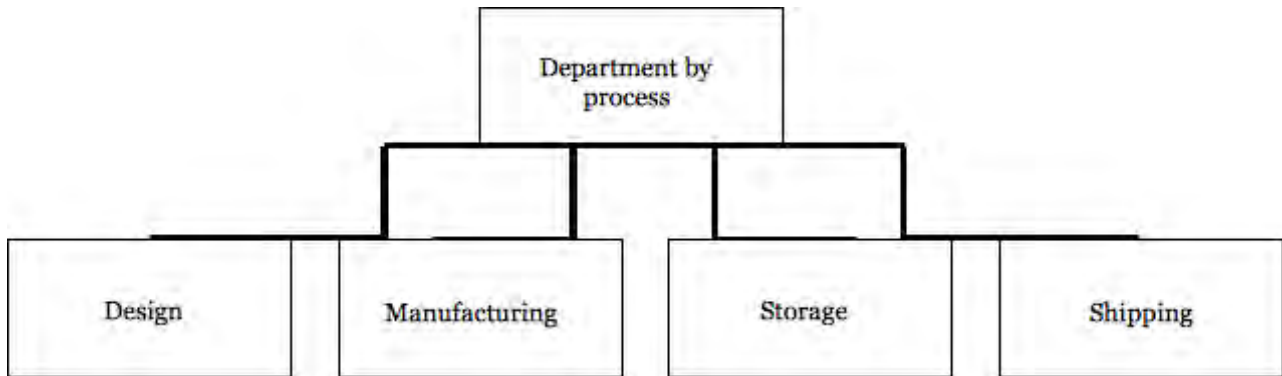 Department by
process
Design
Manufacturing
Storage
Shipping